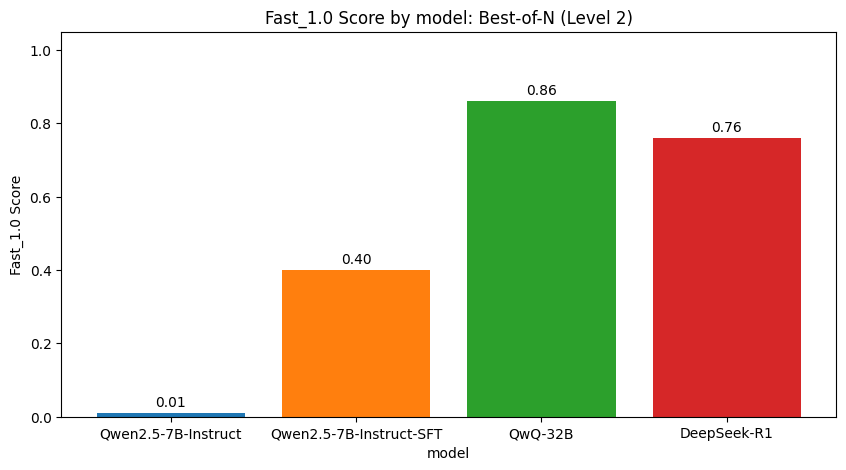 Fast_1.0 Score by model: Best-of-N (Level 2)
Fast_1.0 Score
1.0
0.8
0.6
0.4
0.2
0.0
0.01
0.40
0.86
0.76
Qwen2.5-7B-Instruct
Qwen2.5-7B-Instruct-SFT
QwQ-32B
DeepSeek-R1
model